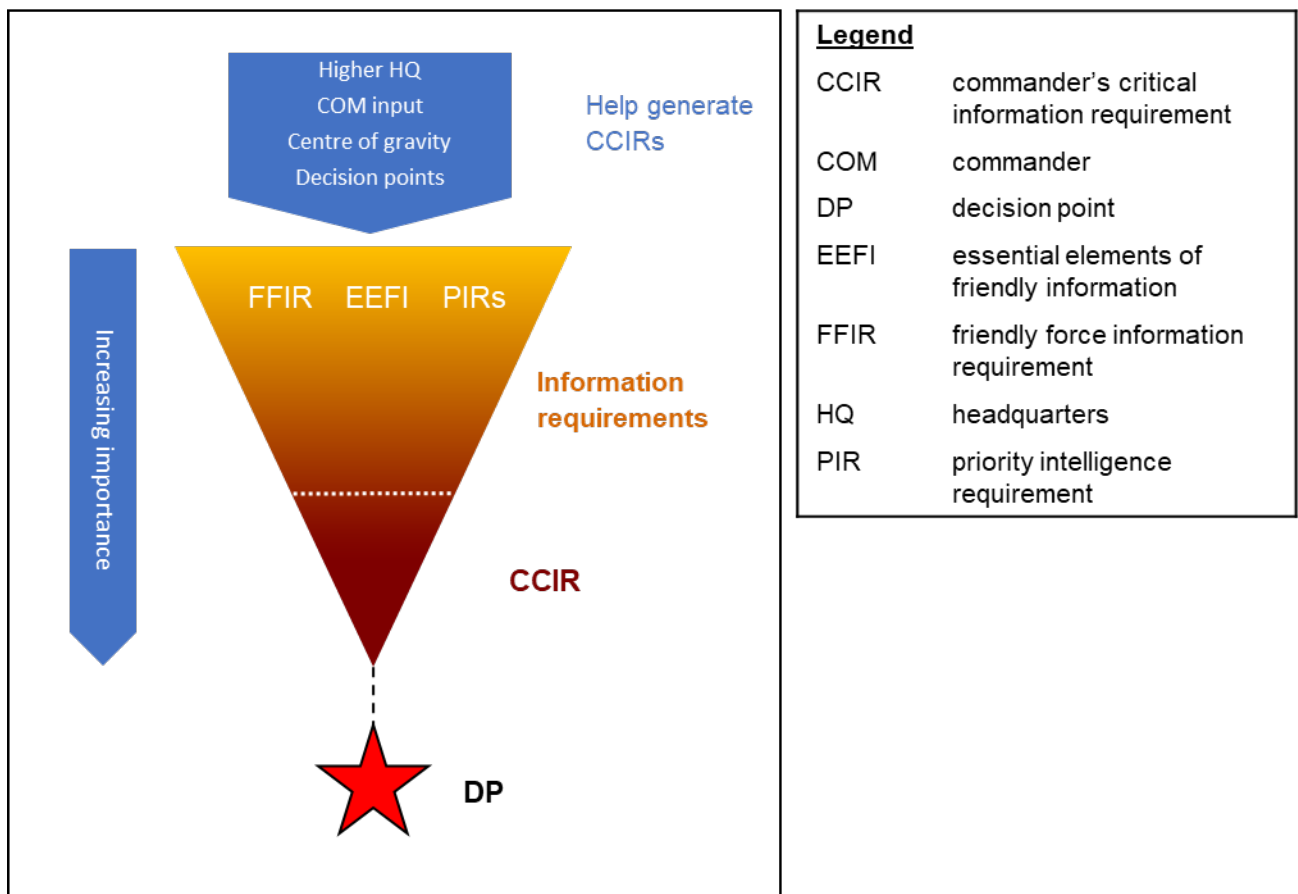 Higher HQ
COM input
Centre of gravity
Decision points
Help generate
CCIRs
Increasing importance
FFIR EEFI PIRs
Information
requirements
CCIR
DP
Legend
CCIR commander’s critical
information requirement
COM commander
DP decision point
EEFI essential elements of
friendly information
FFIR friendly force information
requirement
HQ headquarters
PIR priority intelligence
requirement